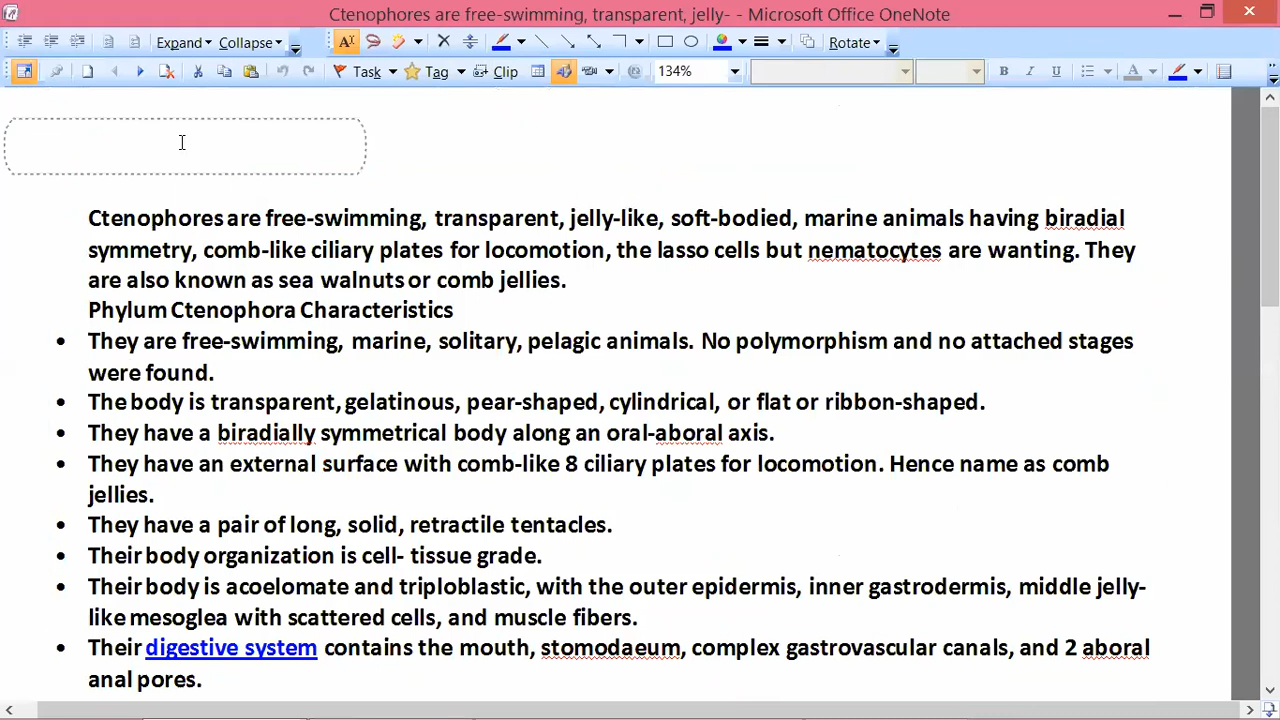 Ctenophores are free-swimming, transparent, jelly- - Microsoft Office OneNote
Expand Collapse A Rotate
Task Tag Clip 134% B I U A
Ctenophores are free-swimming, transparent, jelly-like, soft-bodied, marine animals having biradial
symmetry, comb-like ciliary plates for locomotion, the lasso cells but nematocytes are wanting. They
are also known as sea walnuts or comb jellies.
Phylum Ctenophora Characteristics
• They are free-swimming, marine, solitary, pelagic animals. No polymorphism and no attached stages
were found.
• The body is transparent, gelatinous, pear-shaped, cylindrical, or flat or ribbon-shaped.
• They have a biradially symmetrical body along an oral-aboral axis.
• They have an external surface with comb-like 8 ciliary plates for locomotion. Hence name as comb
jellies.
• They have a pair of long, solid, retractile tentacles.
• Their body organization is cell- tissue grade.
• Their body is acoelomate and triploblastic, with the outer epidermis, inner gastrodermis, middle jelly-
like mesoglea with scattered cells, and muscle fibers.
• Their digestive system contains the mouth, stomodaeum, complex gastrovascular canals, and 2 aboral
anal pores.